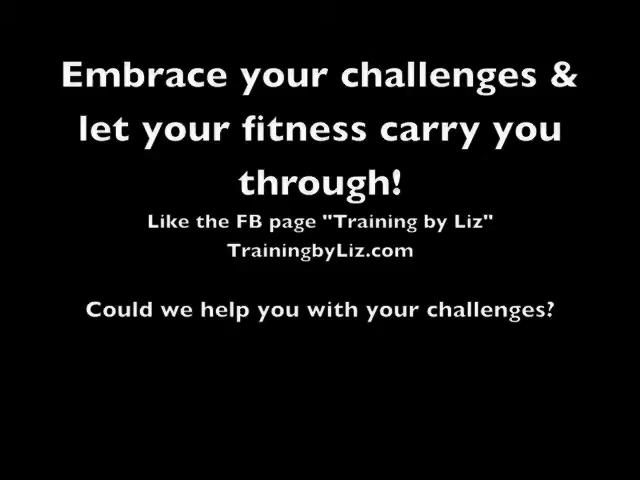 Embrace your challenges &
let your fitness carry you
through!
Like the FB page "Training by Liz"
TrainingbyLiz.com
Could we help you with your challenges?